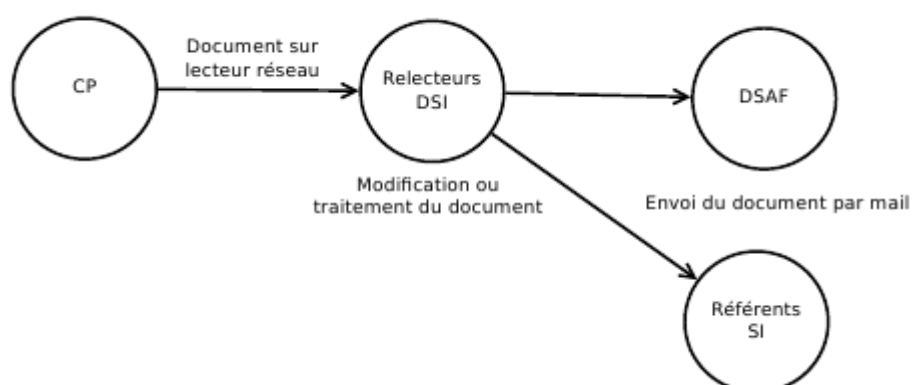 Document sur
lecteur réseau
CP
Relecteurs
DSI
DSAF
Modification ou
traitement du document
Envoi du document par mail
Référents
SI